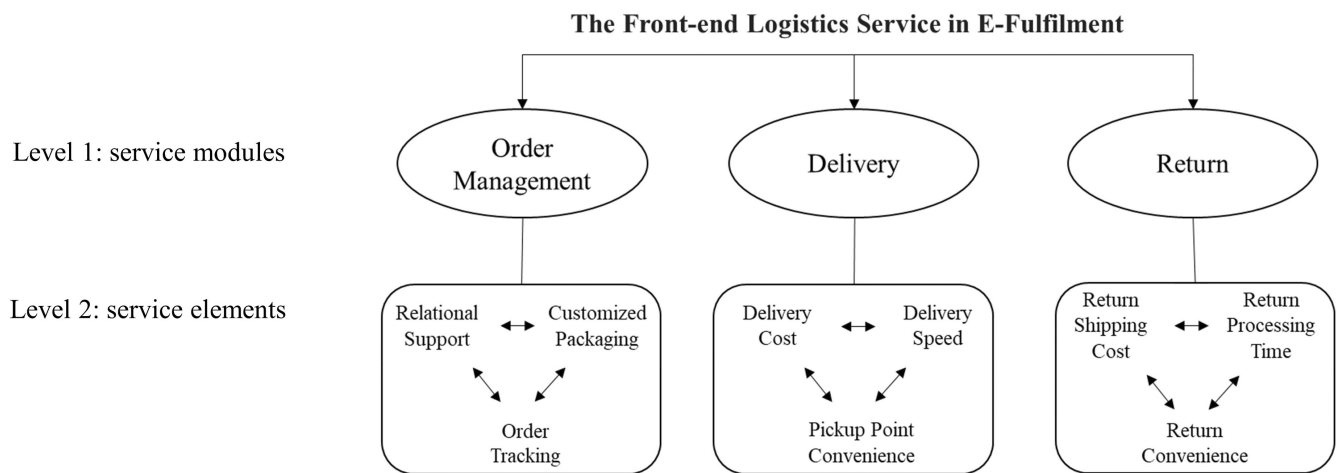 The Front-end Logistics Service in E-Fulfilment
Level 1: service modules
Order
Management
Delivery
Return
Level 2: service elements
Relational
Support
Customized
Packaging
Order
Tracking
Delivery
Cost
Delivery
Speed
Pickup Point
Convenience
Return
Shipping
Cost
Return
Processing
Time
Return
Convenience